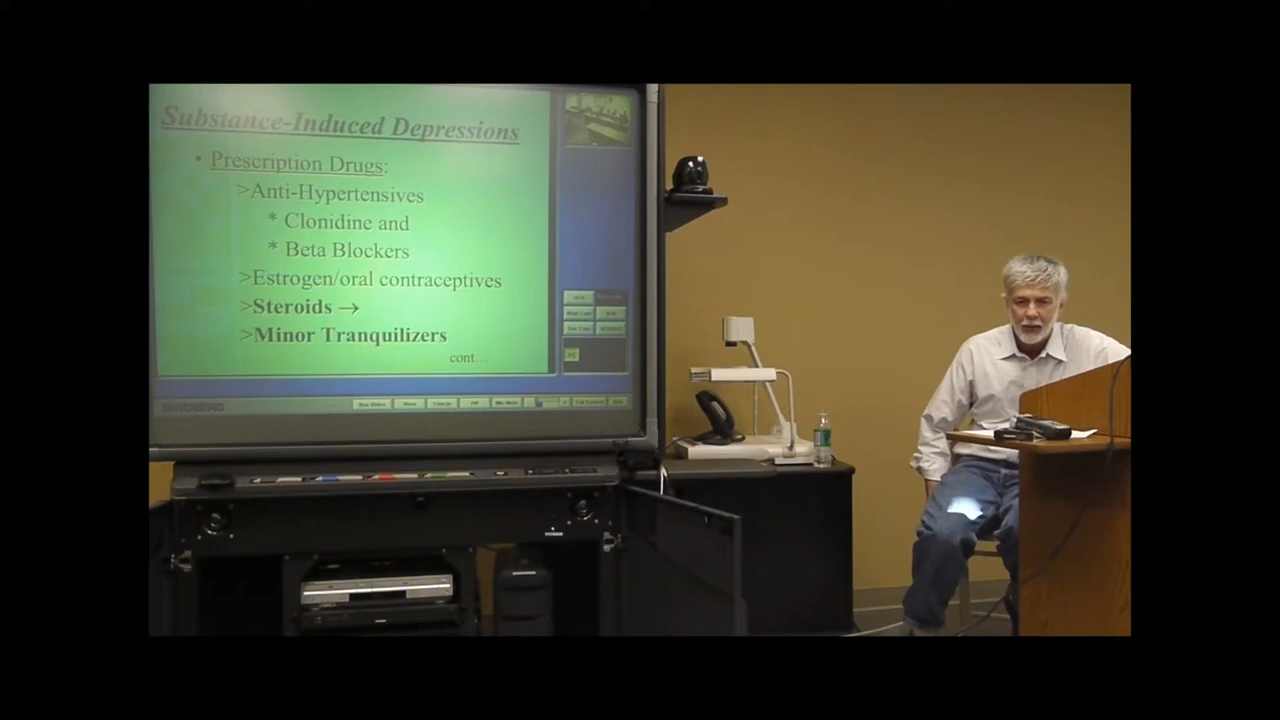 Substance-Induced Depressions
• Prescription Drugs:
>Anti-Hypertensives
* Clonidine and
* Beta Blockers
>Estrogen/oral contraceptives
>Steroids →
>Minor Tranquilizers
cont...